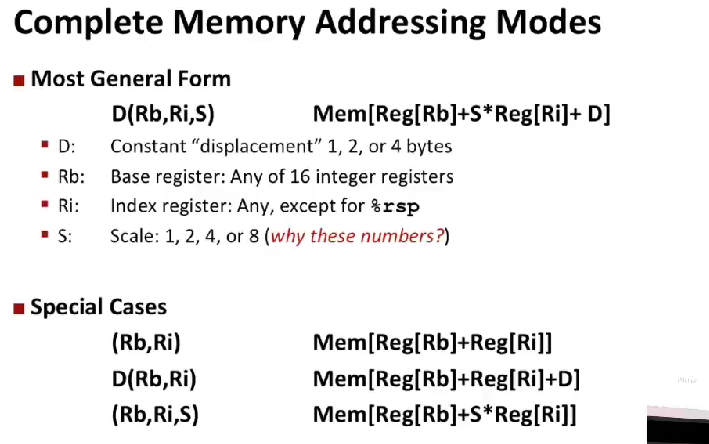 Complete Memory Addressing Modes
Most General Form
D(Rb,Ri,S) Mem[Reg[Rb]+S*Reg[Ri]+ D]
D: Constant “displacement” 1, 2, or 4 bytes
Rb: Base register: Any of 16 integer registers
Ri: Index register: Any, except for %rsp
S: Scale: 1, 2, 4, or 8 (why these numbers?)
Special Cases
(Rb,Ri) Mem[Reg[Rb]+Reg[Ri]]
D(Rb,Ri) Mem[Reg[Rb]+Reg[Ri]+D]
(Rb,Ri,S) Mem[Reg[Rb]+S*Reg[Ri]]